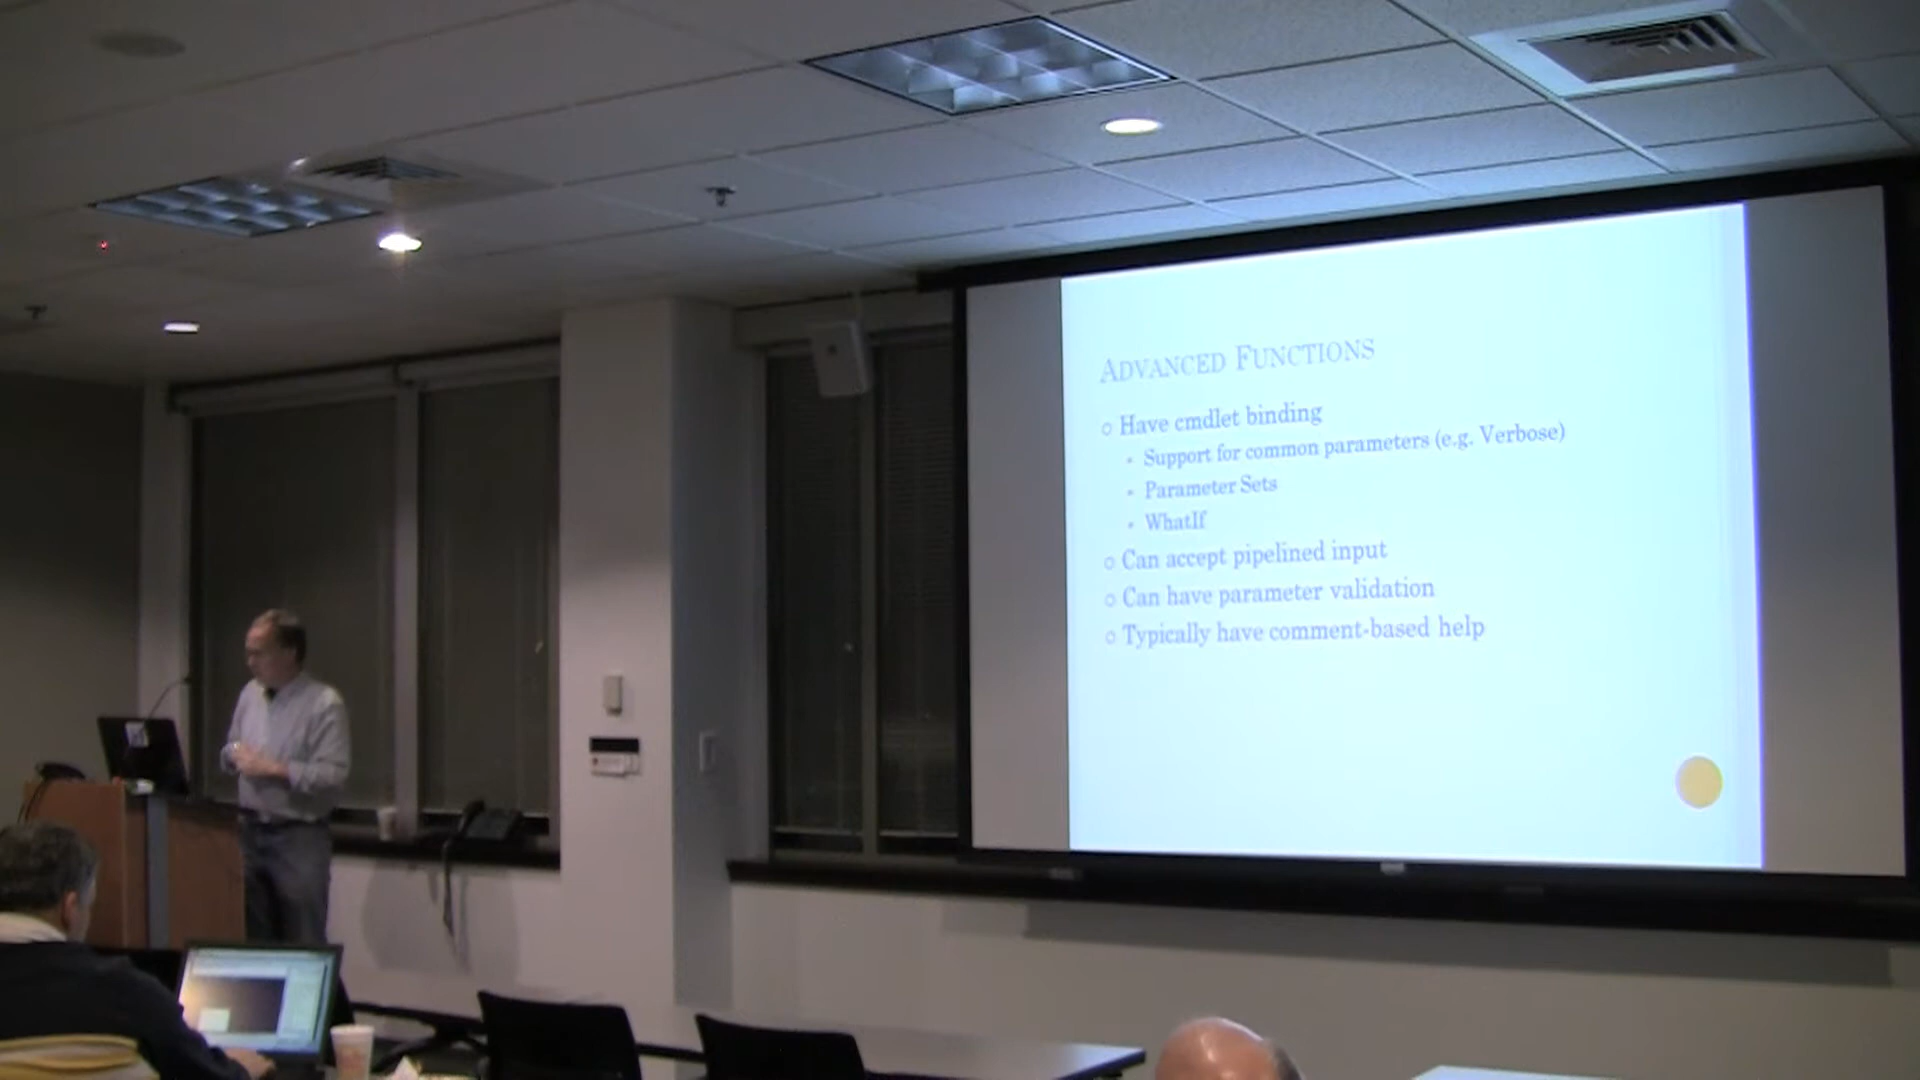 ADVANCED FUNCTIONS
Have cmdlet binding
Support for common parameters (e.g. Verbose)
Parameter Sets
WhatIf
Can accept pipelined input
Can have parameter validation
Typically have comment-based help